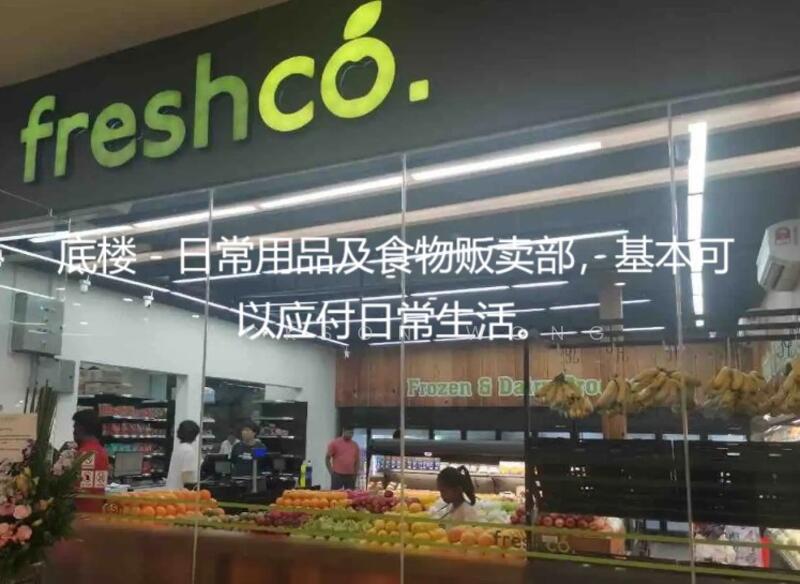 freshco.
底楼 - 日常用品及食物贩卖部，基本可
以应付日常生活。
Frozen & Dairy
freshco.